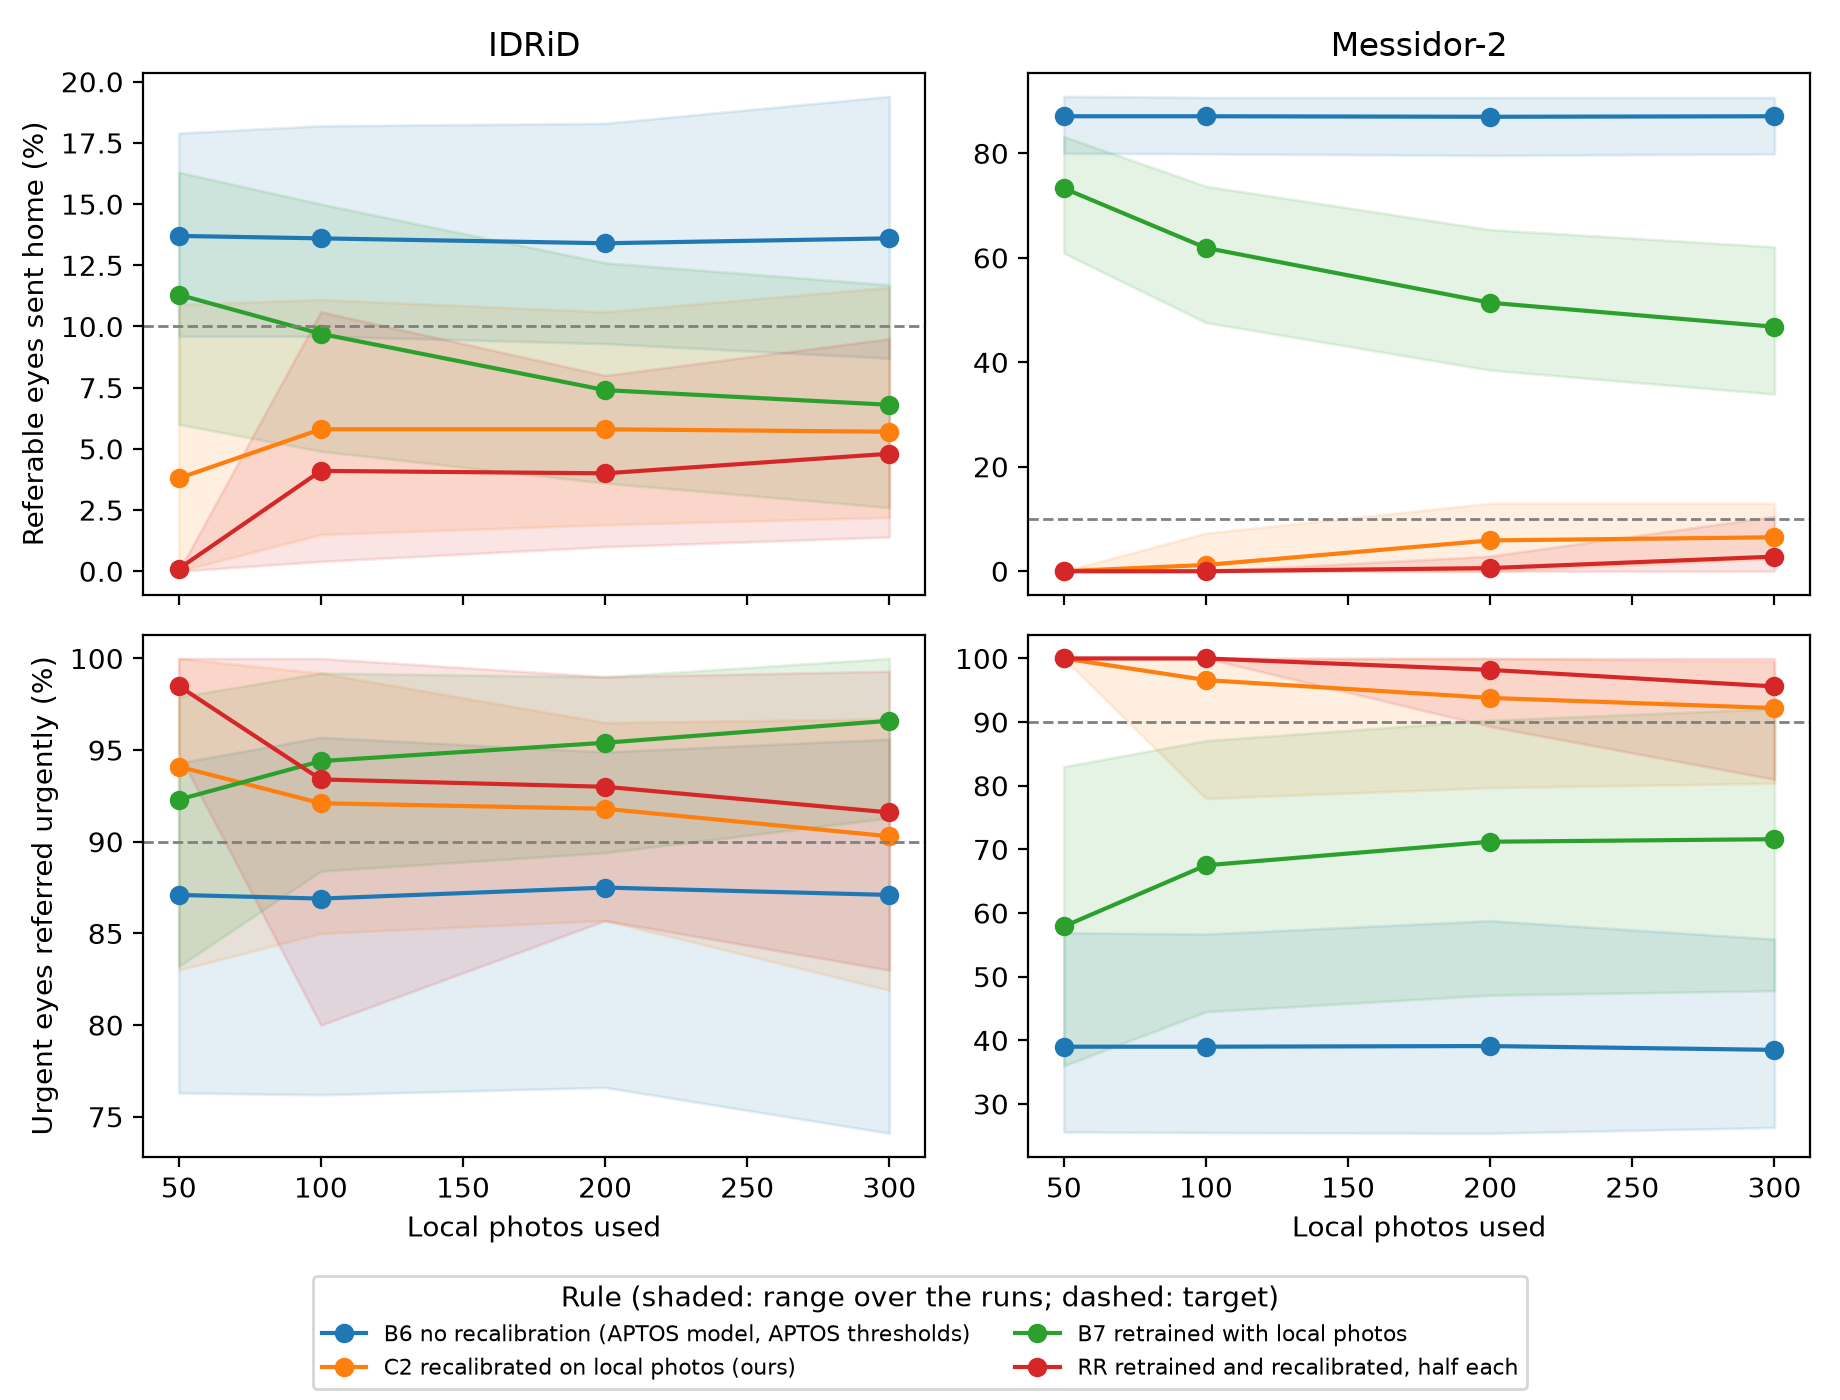 IDRiD
Messidor-2
Referable eyes sent home (%)
20.0
17.5
15.0
12.5
10.0
7.5
5.0
2.5
0.0
80
60
40
20
0
Urgent eyes referred urgently (%)
100
95
90
85
80
75
100
90
80
70
60
50
40
30
50 100 150 200 250 300
50 100 150 200 250 300
Local photos used
Local photos used
Rule (shaded: range over the runs; dashed: target)
B6 no recalibration (APTOS model, APTOS thresholds)
B7 retrained with local photos
C2 recalibrated on local photos (ours)
RR retrained and recalibrated, half each